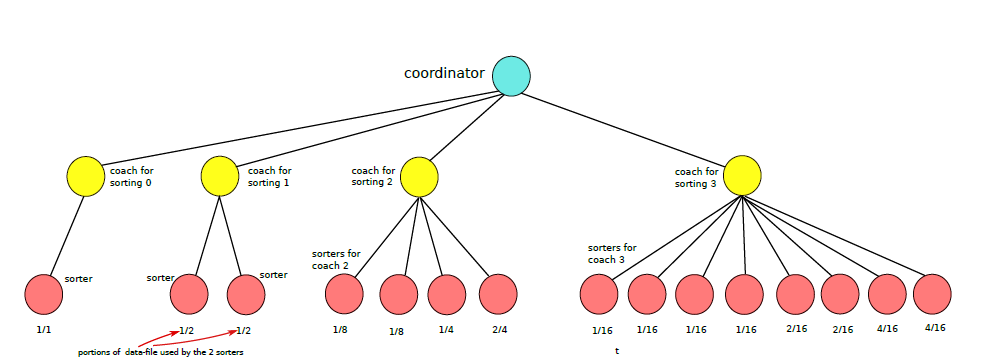 coordinator
coach for
sorting 0
coach for
sorting 1
coach for
sorting 2
coach for
sorting 3
sorters for
coach 2
sorters for
coach 3
sorter
sorter
sorter
1/1
1/2
1/2
1/8
1/8
1/4
2/4
1/16
1/16
1/16
1/16
2/16
2/16
4/16
4/16
portions of data-file used by the 2 sorters
t